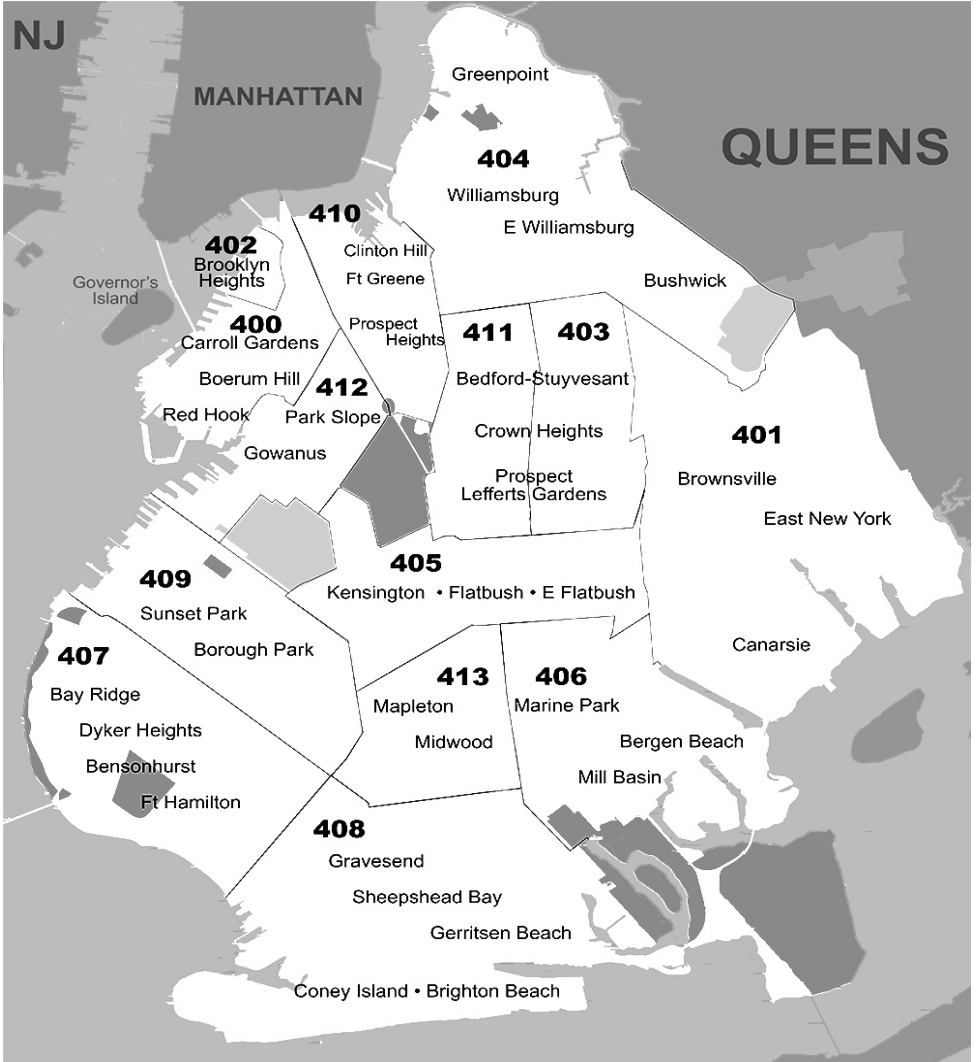 NJ
MANHATTAN
QUEENS
Greenpoint
404
Williamsburg
E Williamsburg
Bushwick
410
Clinton Hill
Ft Greene
Prospect
Heights
402
Brooklyn
Heights
Governor's
Island
400
Carroll Gardens
Boerum Hill
Red Hook
412
Park Slope
Gowanus
411
403
Bedford-Stuyvesant
Crown Heights
Prospect
Lefferts Gardens
401
Brownsville
East New York
Canarsie
405
Kensington • Flatbush • E Flatbush
409
Sunset Park
Borough Park
407
Bay Ridge
Dyker Heights
Bensonhurst
Ft Hamilton
413
Mapleton
Midwood
406
Marine Park
Bergen Beach
Mill Basin
408
Gravesend
Sheepshead Bay
Gerritsen Beach
Coney Island • Brighton Beach